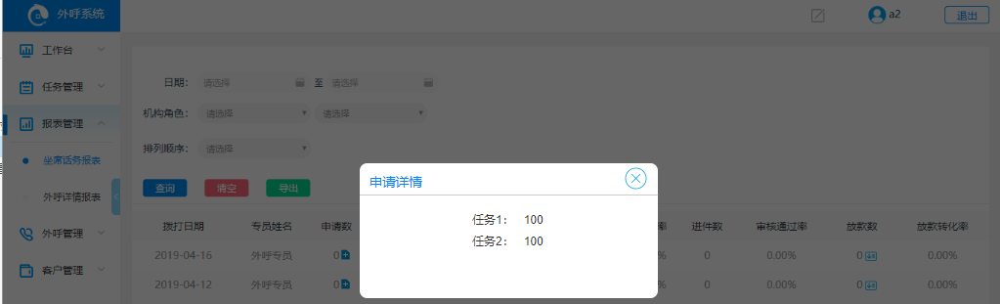 外呼系统
a2
退出
工作台
任务管理
报表管理
坐席话务报表
外呼详情报表
外呼管理
客户管理
日期： 请选择 至 请选择
机构角色： 请选择 请选择
排列顺序： 请选择
查询 清空 导出
申请详情
任务1： 100
任务2： 100
拨打日期 专员姓名 申请数 率 进件数 审核通过率 放款数 放款转化率
2019-04-16 外呼专员 0 % 0 0.00% 0 0.00%
2019-04-12 外呼专员 0 % 0 0.00% 0 0.00%